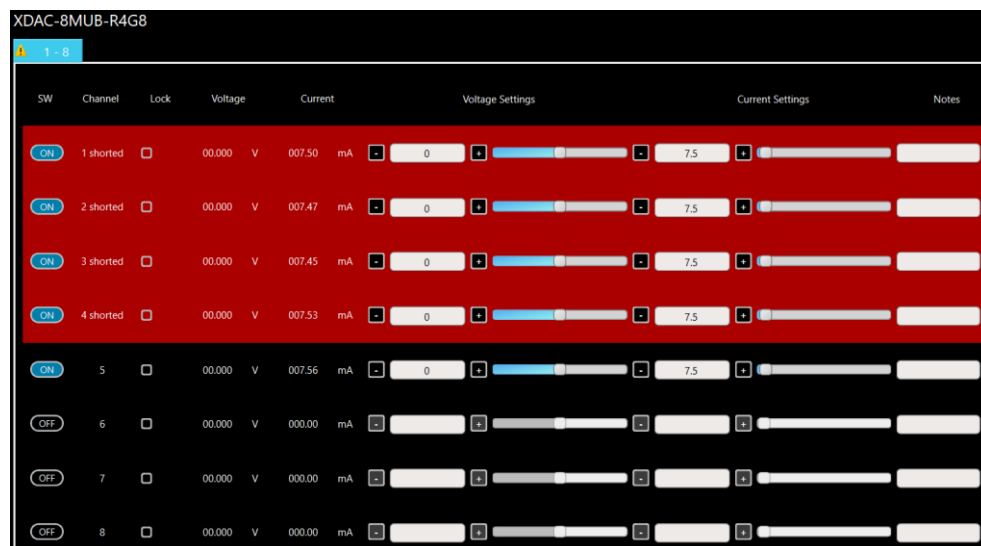 XDAC-8MUB-R4G8
1 - 8
SW Channel Lock Voltage Current Voltage Settings Current Settings Notes
ON 1 shorted 00.000 V 007.50 mA - 0 + - 7.5 +
ON 2 shorted 00.000 V 007.47 mA - 0 + - 7.5 +
ON 3 shorted 00.000 V 007.45 mA - 0 + - 7.5 +
ON 4 shorted 00.000 V 007.53 mA - 0 + - 7.5 +
ON 5 00.000 V 007.56 mA - 0 + - 7.5 +
OFF 6 00.000 V 000.00 mA - + - +
OFF 7 00.000 V 000.00 mA - + - +
OFF 8 00.000 V 000.00 mA - + - +